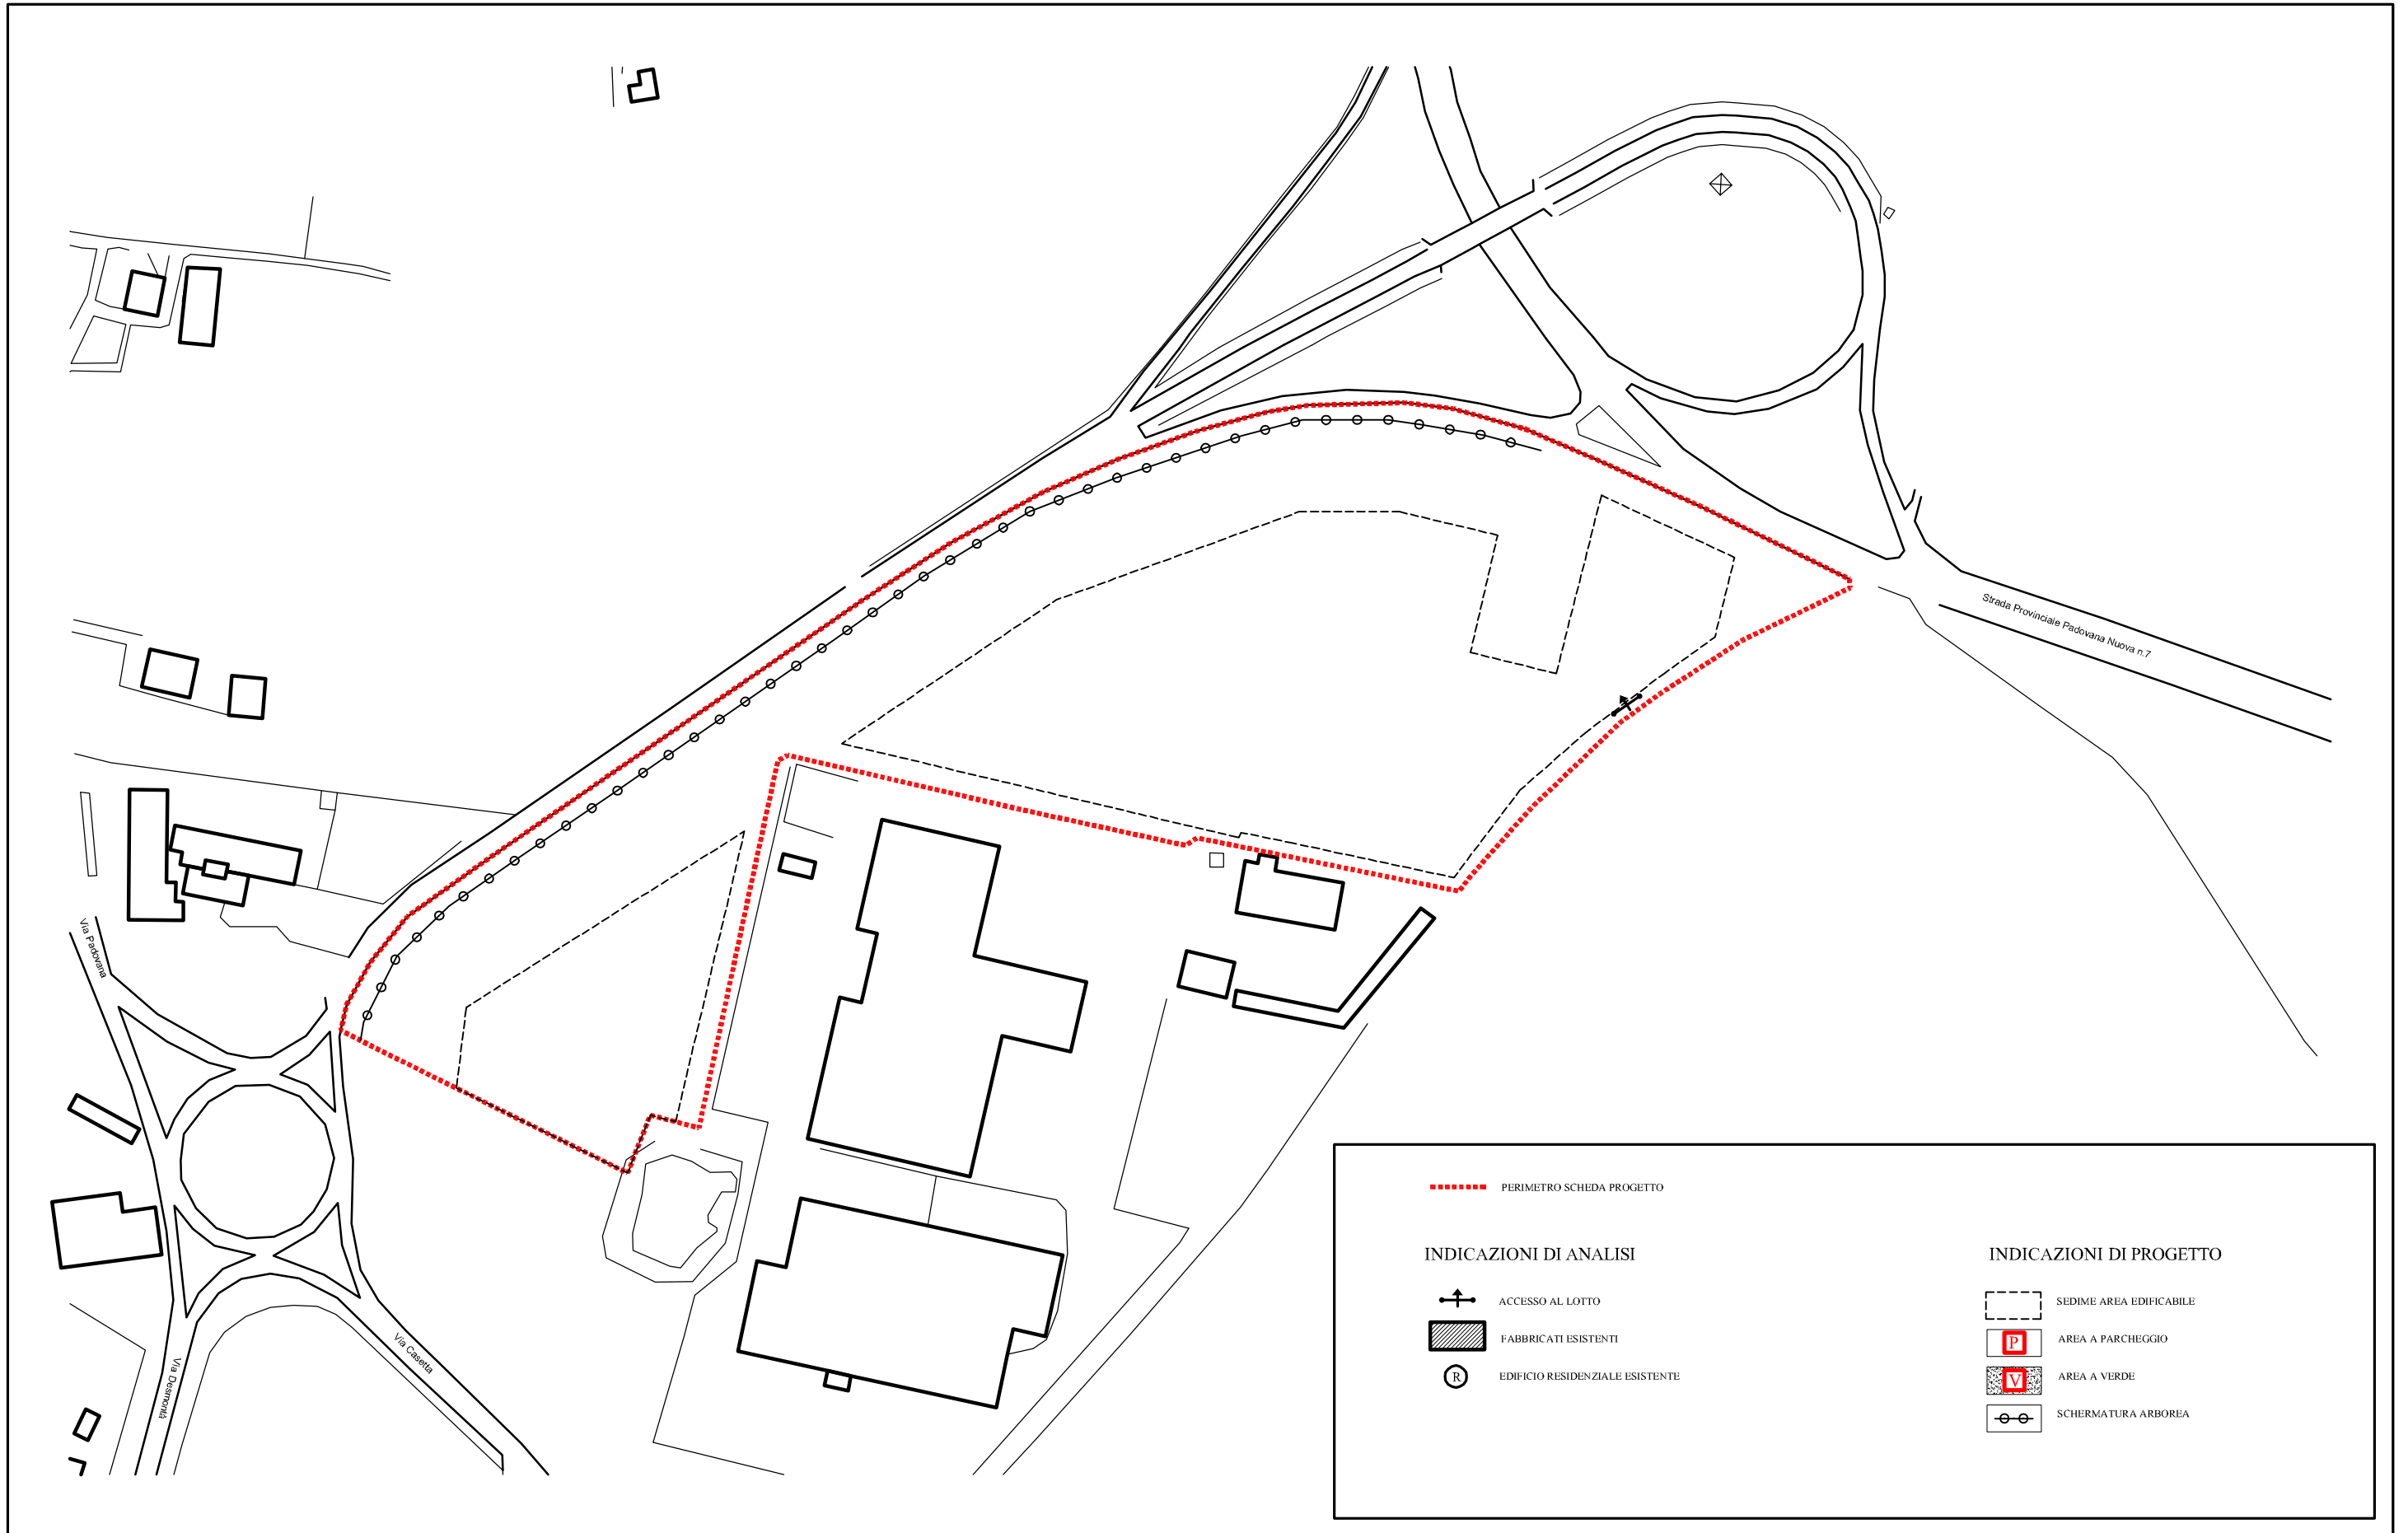 Strada Provinciale Padovana Nuova n.7
Via Padovana
Via Casetta
Via Desmontà
PERIMETRO SCHEDA PROGETTO
INDICAZIONI DI ANALISI
ACCESSO AL LOTTO
FABBRICATI ESISTENTI
R
EDIFICIO RESIDENZIALE ESISTENTE
INDICAZIONI DI PROGETTO
SEDIME AREA EDIFICABILE
P
AREA A PARCHEGGIO
V
AREA A VERDE
SCHERMATURA ARBOREA